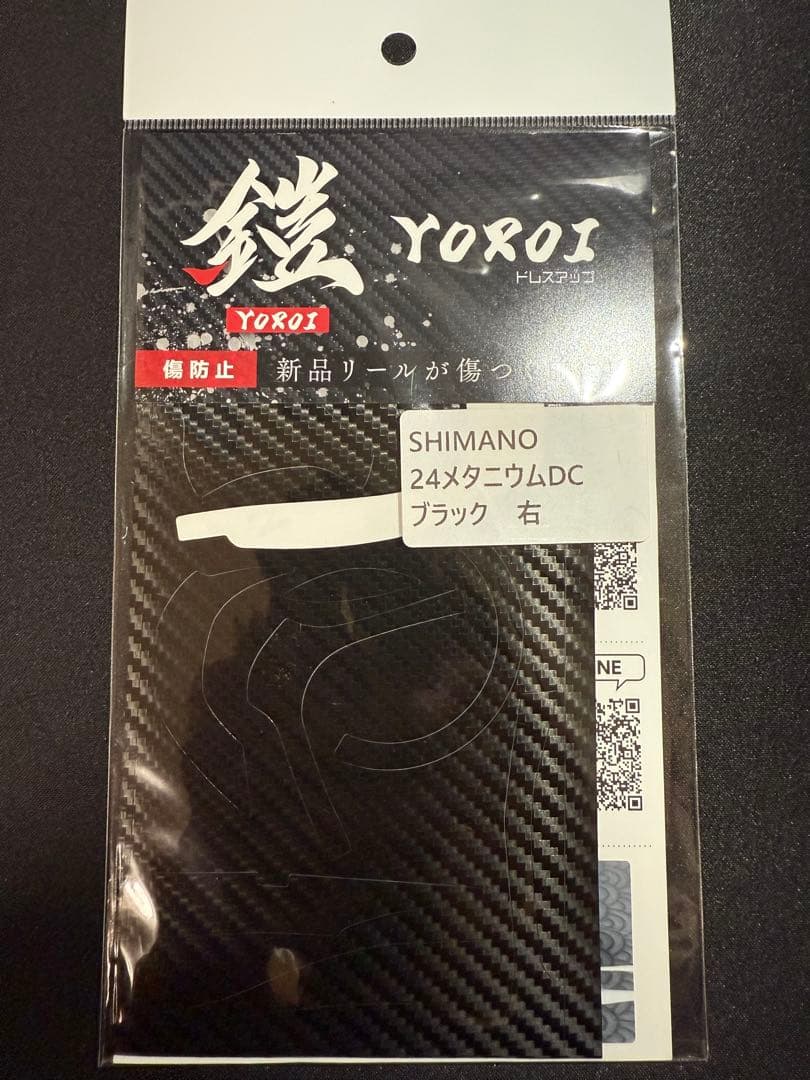 鎧 YOROI
ドレスアップ
YOROI
傷防止 新品リールが傷つ
SHIMANO
24メタニウムDC
ブラック 右
NE